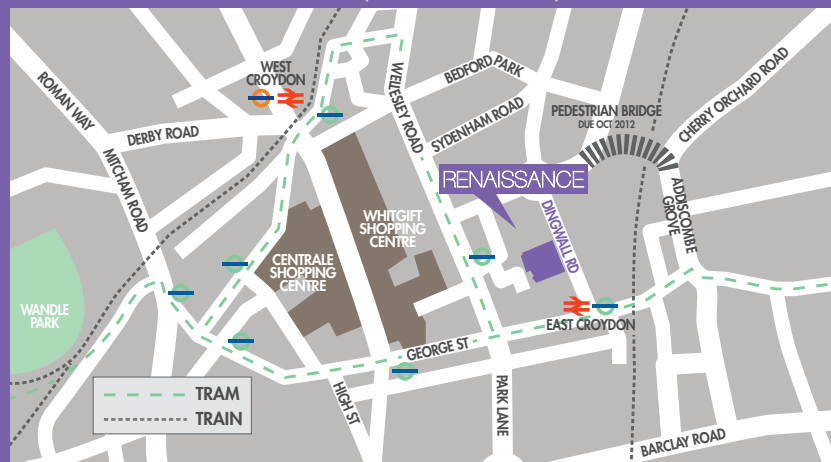 ROMAN WAY
WEST
CROYDON
DERBY ROAD
MITCHAM ROAD
WELLESLEY ROAD
BEDFORD PARK
SYDENHAM ROAD
PEDESTRIAN BRIDGE
DUE OCT 2012
CHERRY ORCHARD ROAD
ADDISCOMBE
GROVE
RENAISSANCE
DINGWALL RD
WHITGIFT
SHOPPING
CENTRE
CENTRALE
SHOPPING
CENTRE
WANDLE
PARK
EAST CROYDON
GEORGE ST
HIGH ST
PARK LANE
BARCLAY ROAD
TRAM
TRAIN